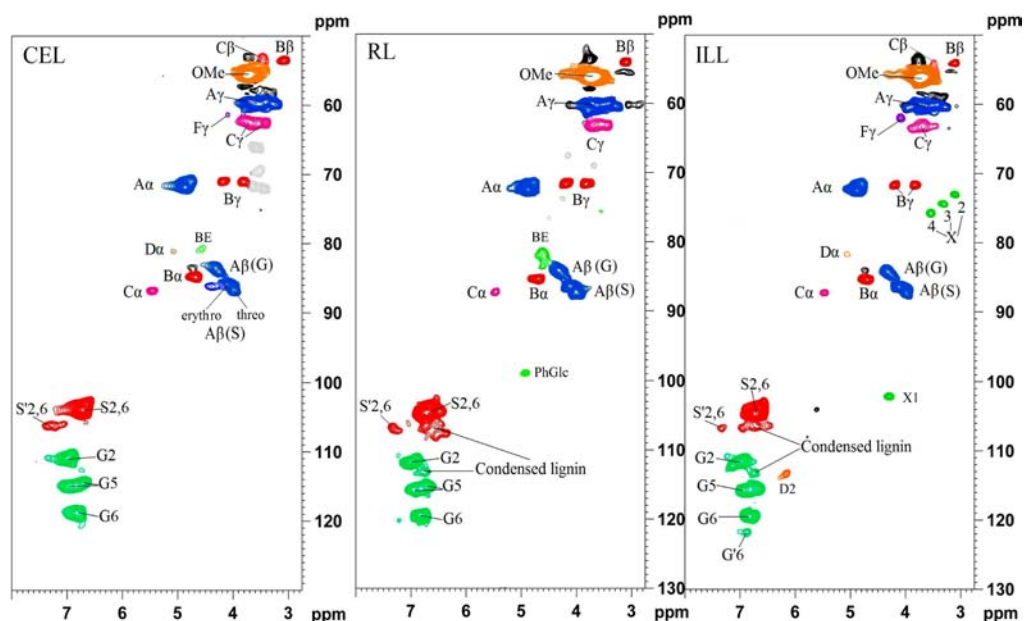 ppm
CEL
Cβ
Bβ
OMe
Aγ
Fγ
Cγ
Aα
Bγ
Dα
BE
Bα
Aβ(G)
Cα
erythro
threo
Aβ(S)
S'2,6
S2,6
G2
G5
G6
60
70
80
90
100
110
120
7 6 5 4 3 ppm
ppm
RL
Bβ
OMe
Aγ
Cγ
Aα
Bγ
BE
Aβ(G)
Bα
Aβ(S)
Cα
PhGlc
S'2,6
S2,6
G2
Condensed lignin
G5
G6
60
70
80
90
100
110
120
130
7 6 5 4 3 ppm
ppm
ILL
Cβ
Bβ
OMe
Aγ
Fγ
Cγ
Aα
Bγ
4 3 2
X
Dα
Aβ(G)
Bα
Aβ(S)
Cα
S2,6
X1
S'2,6
Condensed lignin
G2
G5
D2
G6
G'6
50
60
70
80
90
100
110
120
130
7 6 5 4 3 ppm